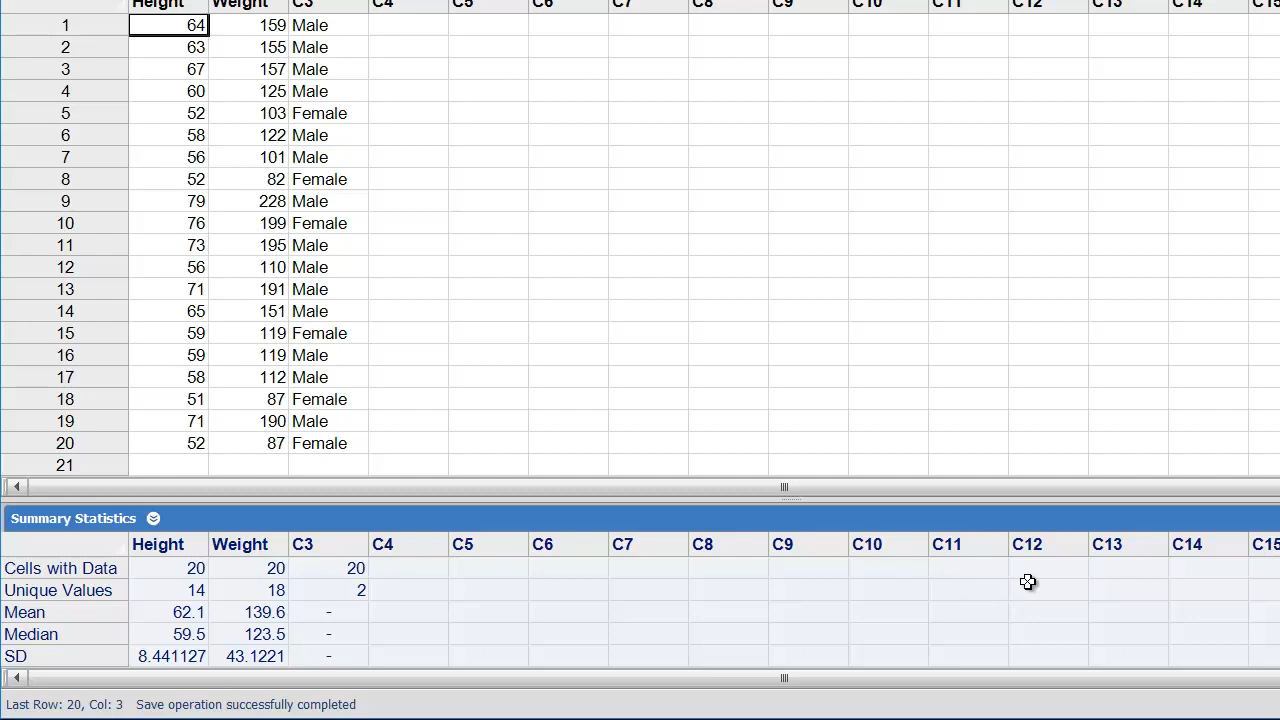 Height Weight C3 C4 C5 C6 C7 C8 C9 C10 C11 C12 C13 C14 C15
1 64 159 Male
2 63 155 Male
3 67 157 Male
4 60 125 Male
5 52 103 Female
6 58 122 Male
7 56 101 Male
8 52 82 Female
9 79 228 Male
10 76 199 Female
11 73 195 Male
12 56 110 Male
13 71 191 Male
14 65 151 Male
15 59 119 Female
16 59 119 Male
17 58 112 Male
18 51 87 Female
19 71 190 Male
20 52 87 Female
21
Summary Statistics
Height Weight C3 C4 C5 C6 C7 C8 C9 C10 C11 C12 C13 C14 C15
Cells with Data 20 20 20
Unique Values 14 18 2
Mean 62.1 139.6 -
Median 59.5 123.5 -
SD 8.441127 43.1221 -
Last Row: 20, Col: 3 Save operation successfully completed